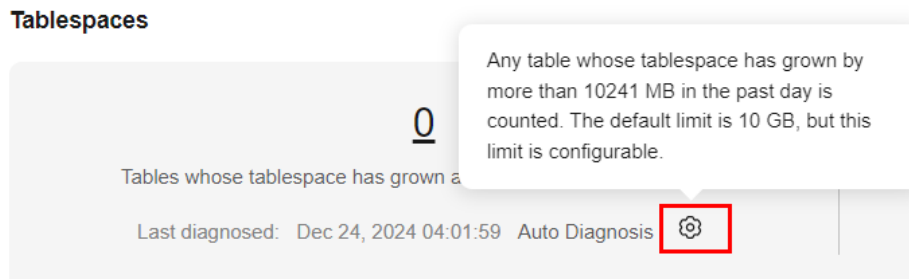 Tablespaces
Any table whose tablespace has grown by
more than 10241 MB in the past day is
counted. The default limit is 10 GB, but this
limit is configurable.
0
Tables whose tablespace has grown a
Last diagnosed: Dec 24, 2024 04:01:59 Auto Diagnosis